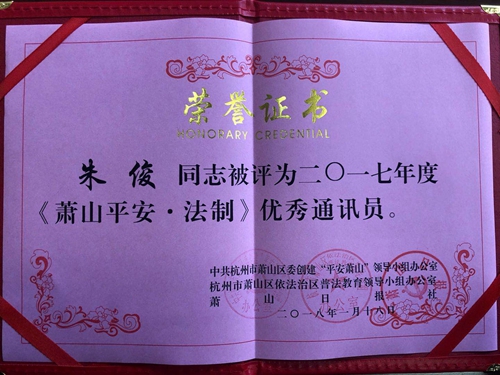 荣誉证书
HONORARY CREDENTIAL
朱俊 同志被评为二〇一七年度
《萧山平安·法制》优秀通讯员。
中共杭州市萧山区委创建“平安萧山”领导小组办公室
杭州市萧山区依法治区普法教育领导小组办公室
萧山日报社
二〇一八年一月十六日